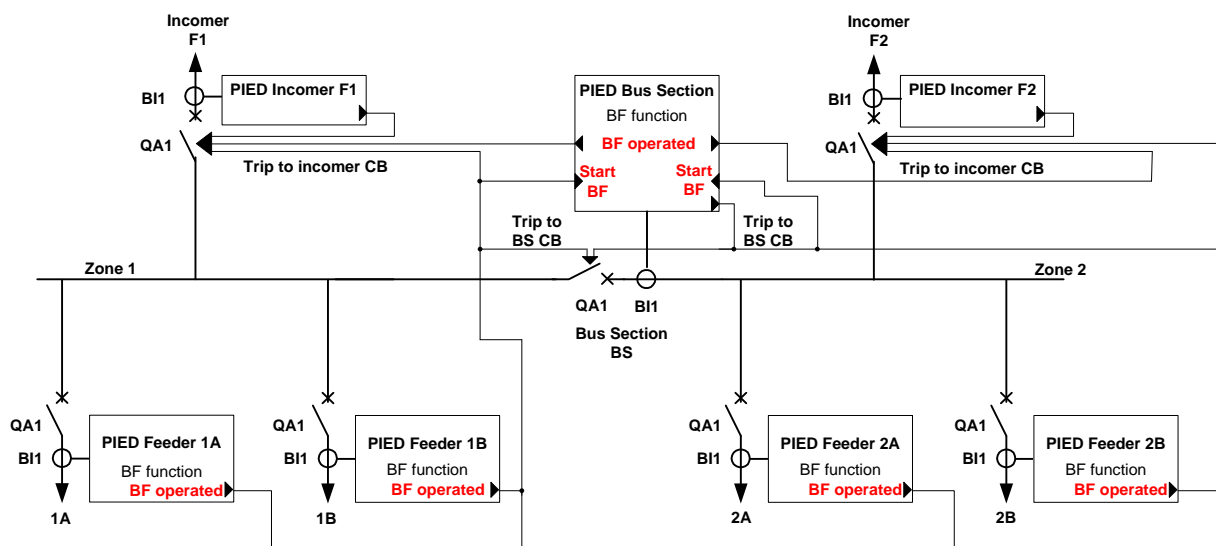 Incomer
F1
BI1
PIED Incomer F1
QA1
Trip to incomer CB
PIED Bus Section
BF function
BF operated
Start
BF
Start
BF
Incomer
F2
BI1
PIED Incomer F2
QA1
Trip to incomer CB
Trip to
BS CB
Trip to
BS CB
Zone 1
Zone 2
QA1
BI1
Bus Section
BS
QA1
BI1
PIED Feeder 1A
BF function
BF operated
1A
QA1
BI1
PIED Feeder 1B
BF function
BF operated
1B
QA1
BI1
PIED Feeder 2A
BF function
BF operated
2A
QA1
BI1
PIED Feeder 2B
BF function
BF operated
2B